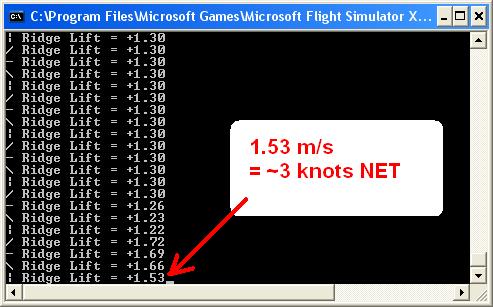 C:\Program Files\Microsoft Games\Microsoft Flight Simulator X...
¦ Ridge Lift = +1.30
/ Ridge Lift = +1.30
- Ridge Lift = +1.30
\ Ridge Lift = +1.30
¦ Ridge Lift = +1.30
/ Ridge Lift = +1.30
- Ridge Lift = +1.30
\ Ridge Lift = +1.30
¦ Ridge Lift = +1.30
/ Ridge Lift = +1.30
- Ridge Lift = +1.30
\ Ridge Lift = +1.30
¦ Ridge Lift = +1.30
/ Ridge Lift = +1.30
- Ridge Lift = +1.26
\ Ridge Lift = +1.23
¦ Ridge Lift = +1.22
/ Ridge Lift = +1.72
- Ridge Lift = +1.69
\ Ridge Lift = +1.66
¦ Ridge Lift = +1.53_
1.53 m/s
= ~3 knots NET